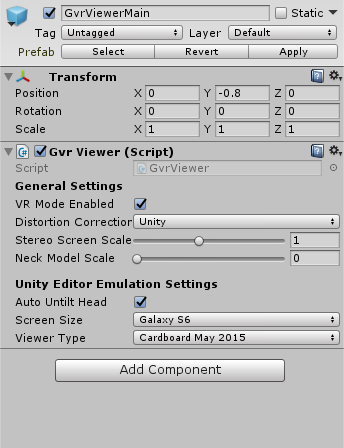 GvrViewerMain Static
Tag Untagged Layer Default
Prefab Select Revert Apply
Transform
Position X 0 Y -0.8 Z 0
Rotation X 0 Y 0 Z 0
Scale X 1 Y 1 Z 1
Gvr Viewer (Script)
Script GvrViewer
General Settings
VR Mode Enabled
Distortion Correction Unity
Stereo Screen Scale 1
Neck Model Scale 0
Unity Editor Emulation Settings
Auto Untilt Head
Screen Size Galaxy S6
Viewer Type Cardboard May 2015
Add Component